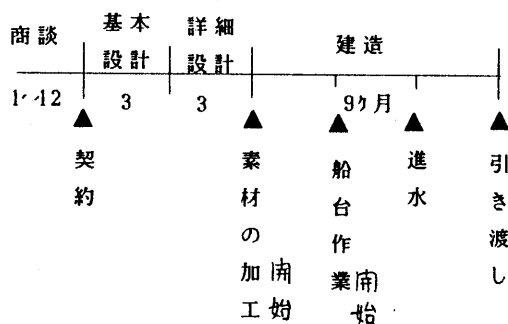 商談
基本設計
詳細設計
建造
1~12
3
3
9ヶ月
▲
▲
▲
▲
▲
契約
素材の加工開始
船台作業開始
進水
引き渡し